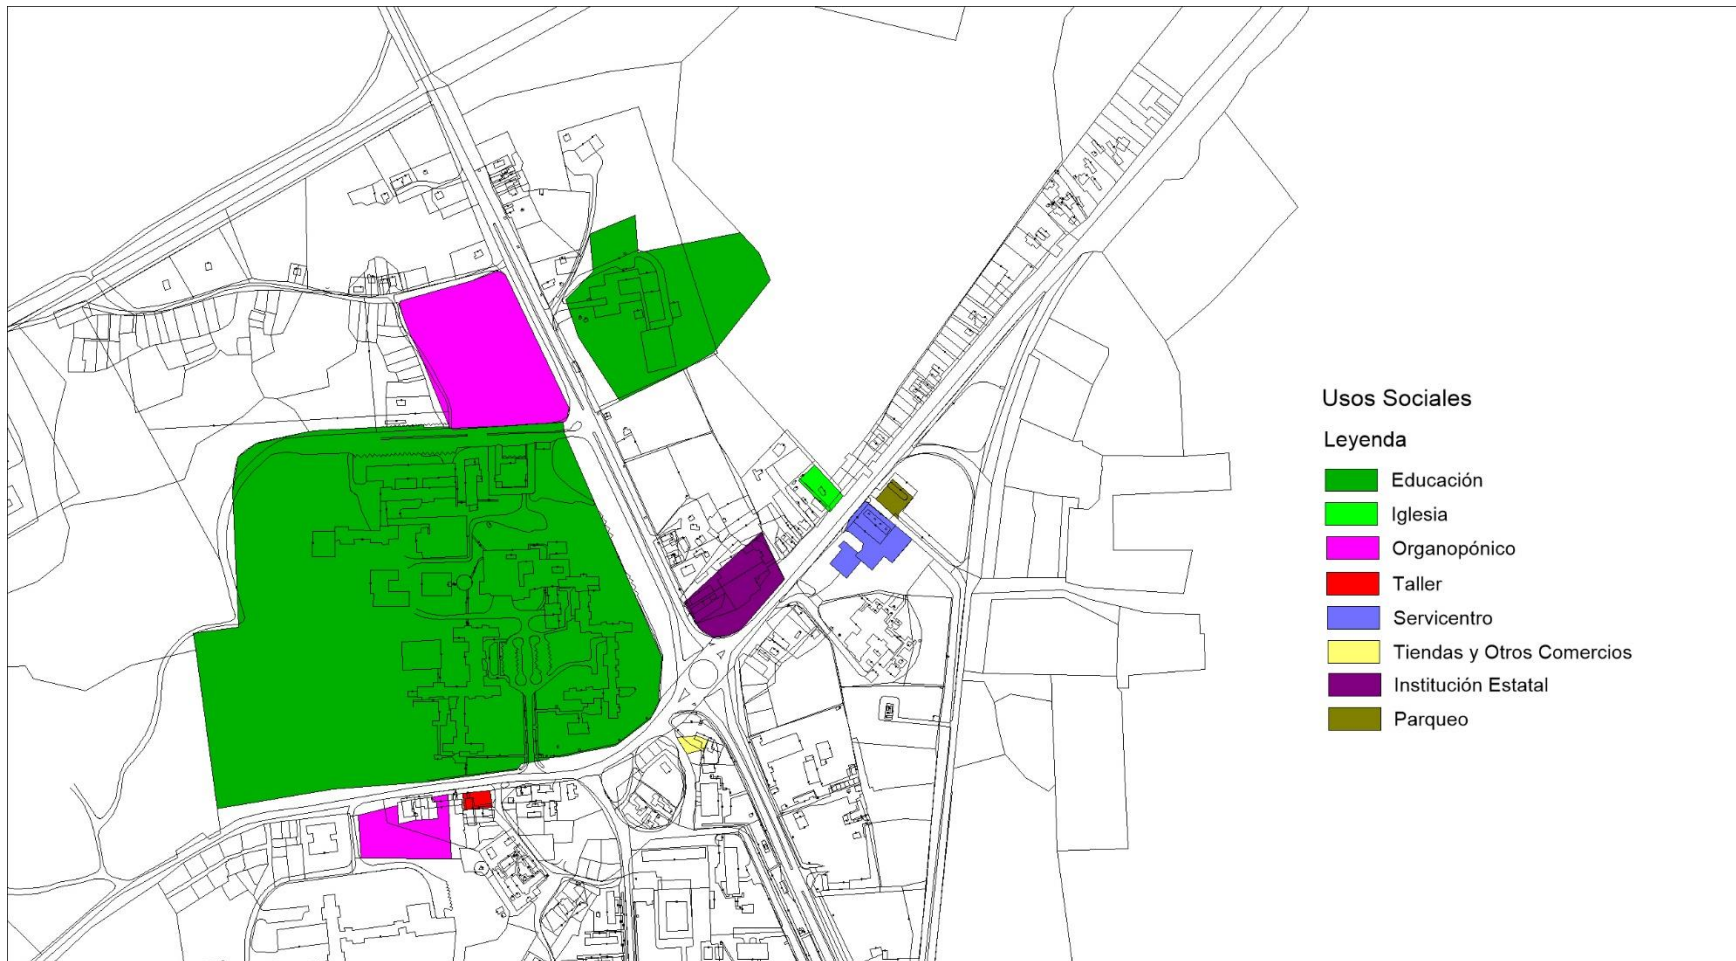 Usos Sociales
Leyenda
Educación
Iglesia
Organopónico
Taller
Servicentro
Tiendas y Otros Comercios
Institución Estatal
Parqueo